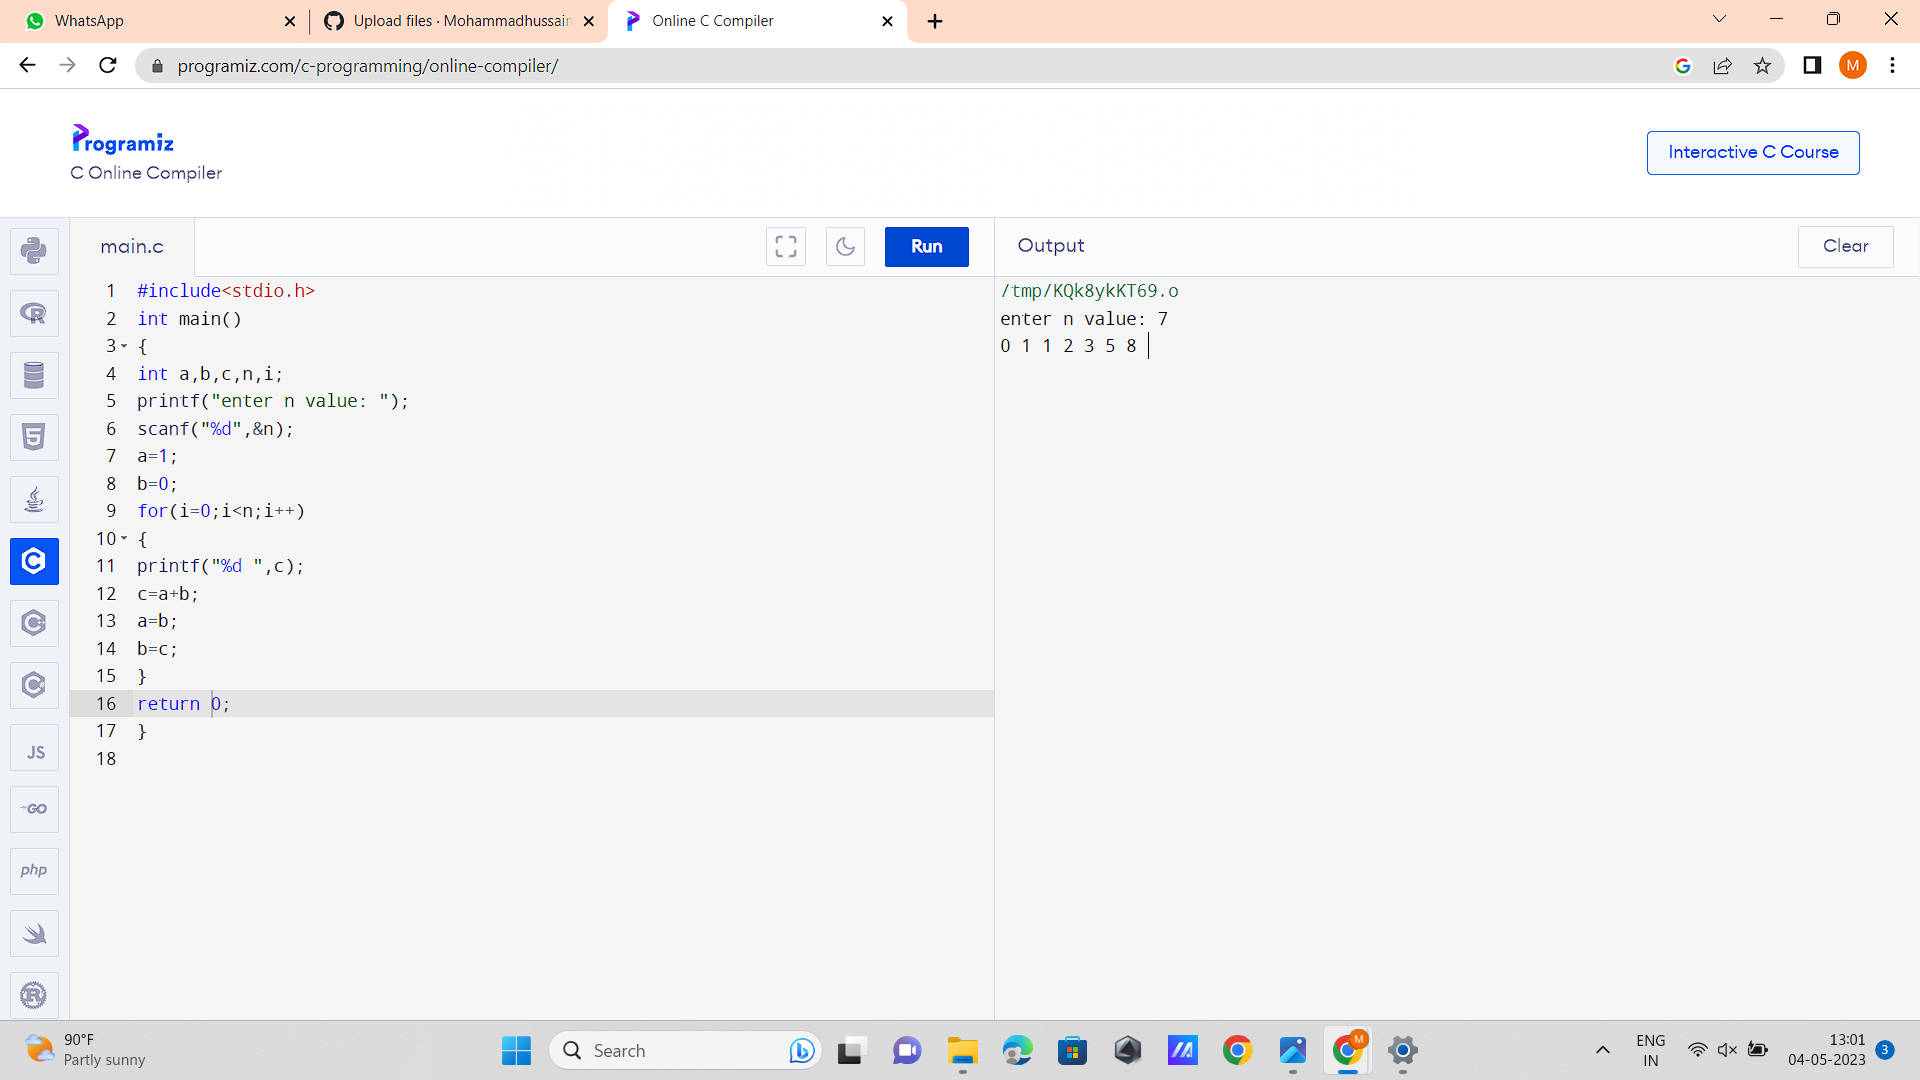 WhatsApp
Upload files · Mohammadhussain
Online C Compiler
programiz.com/c-programming/online-compiler/
M
Programiz
C Online Compiler
Interactive C Course
main.c
Run
Output
Clear
1 #include<stdio.h>
2 int main()
3 {
4 int a,b,c,n,i;
5 printf("enter n value: ");
6 scanf("%d",&n);
7 a=1;
8 b=0;
9 for(i=0;i<n;i++)
10 {
11 printf("%d ",c);
12 c=a+b;
13 a=b;
14 b=c;
15 }
16 return 0;
17 }
18
/tmp/KQk8ykKT69.o
enter n value: 7
0 1 1 2 3 5 8
JS
GO
php
90°F
Partly sunny
Search
M
ENG
IN
13:01
04-05-2023
3